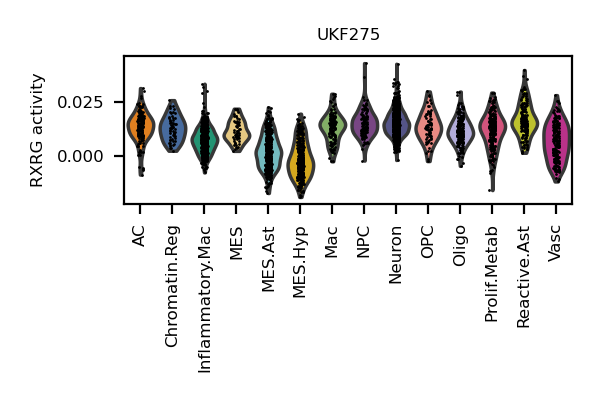 UKF275
RXRG activity
0.025
0.000
AC
Chromatin.Reg
Inflammatory.Mac
MES
MES.Ast
MES.Hyp
Mac
NPC
Neuron
OPC
Oligo
Prolif.Metab
Reactive.Ast
Vasc